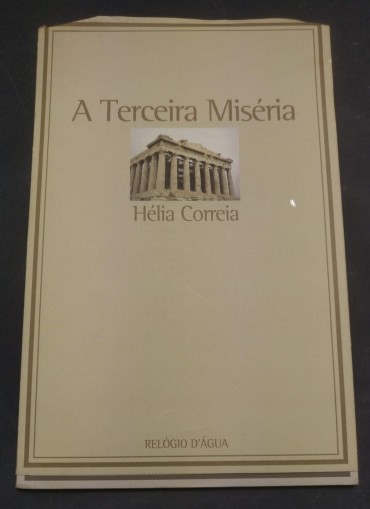 A Terceira Miséria
Hélia Correia
RELÓGIO D'ÁGUA